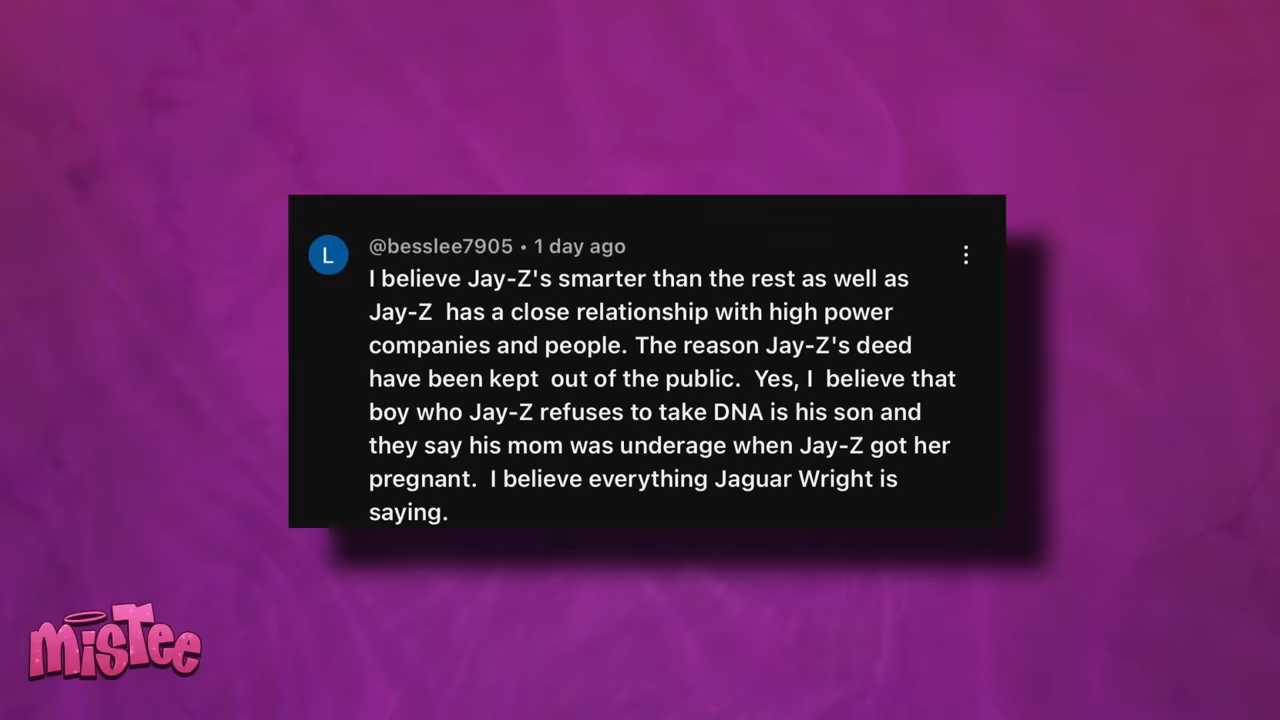 L
@besslee7905 • 1 day ago
I believe Jay-Z's smarter than the rest as well as
Jay-Z  has a close relationship with high power
companies and people. The reason Jay-Z's deed
have been kept  out of the public.  Yes, I  believe that
boy who Jay-Z refuses to take DNA is his son and
they say his mom was underage when Jay-Z got her
pregnant.  I believe everything Jaguar Wright is
saying.
MisTee